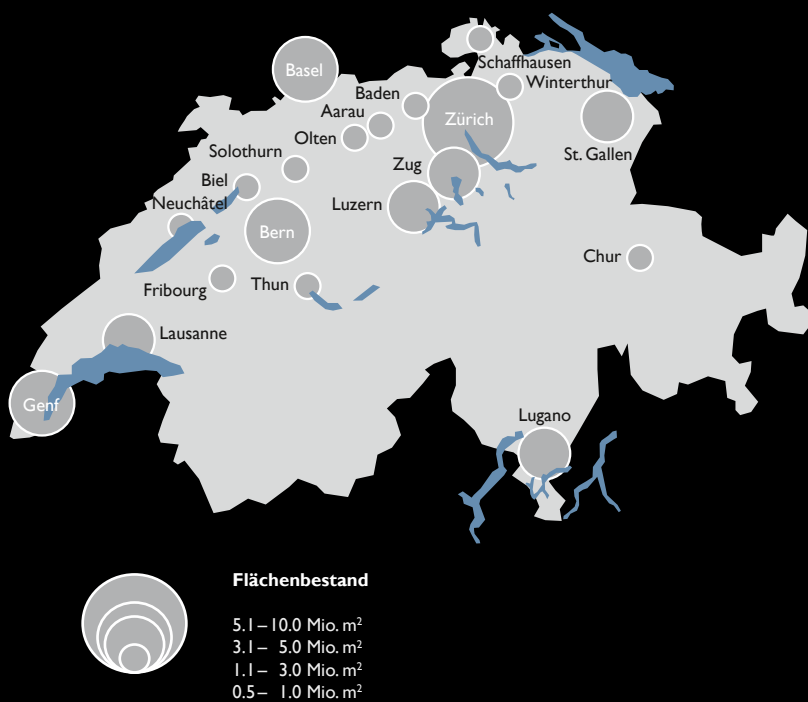 Schaffhausen
Basel
Winterthur
Baden
Aarau
Zürich
Olten
St. Gallen
Solothurn
Zug
Biel
Neuchâtel
Luzern
Bern
Chur
Fribourg
Thun
Lausanne
Genf
Lugano
Flächenbestand
5.1– 10.0 Mio. m²
3.1– 5.0 Mio. m²
1.1– 3.0 Mio. m²
0.5– 1.0 Mio. m²